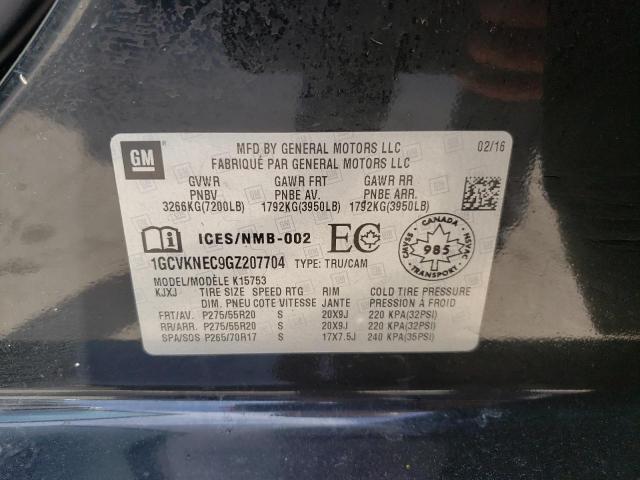 GM
MFD BY GENERAL MOTORS LLC
FABRIQUÉ PAR GENERAL MOTORS LLC
02/16
GVWR GAWR FRT GAWR RR
PNBV PNBE AV. PNBE ARR.
3266KG(7200LB) 1792KG(3950LB) 1792KG(3950LB)
ICES/NMB-002 EC
CANADA
CMVSS 985 NSVAC
TRANSPORT
1GCVKNEC9GZ207704 TYPE: TRU/CAM
MODEL/MODÈLE K15753
KJXJ TIRE SIZE SPEED RTG RIM COLD TIRE PRESSURE
DIM. PNEU COTE VITESSE JANTE PRESSION À FROID
FRT/AV. P275/55R20 S 20X9J 220 KPA(32PSI)
RR/ARR. P275/55R20 S 20X9J 220 KPA(32PSI)
SPA/SOS P265/70R17 S 17X7.5J 240 KPA(35PSI)